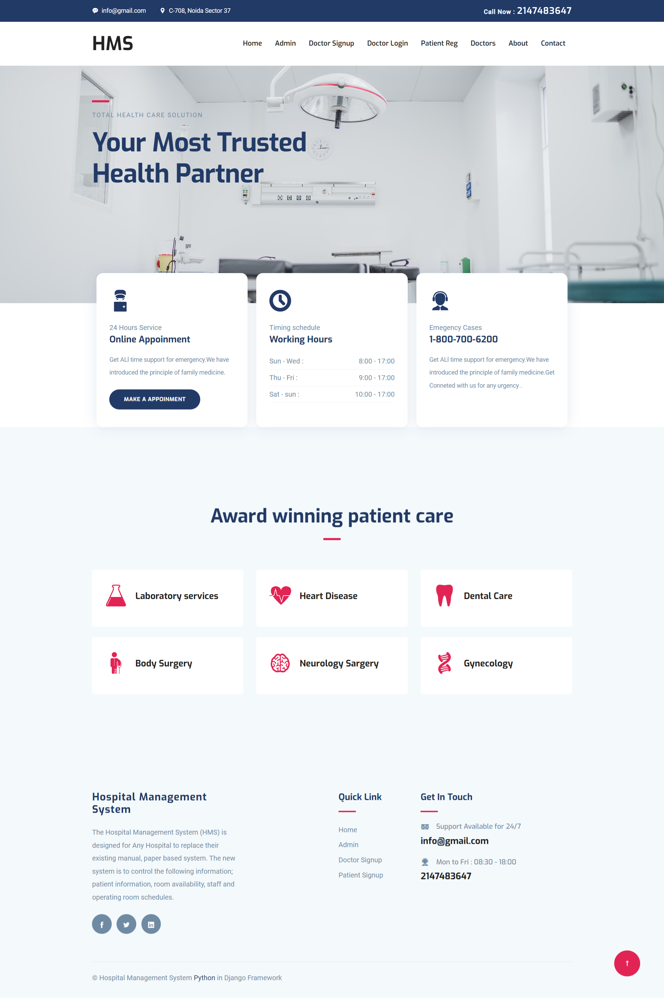 info@gmail.com
C-708, Noida Sector 37
Call Now : 2147483647
HMS
Home Admin Doctor Signup Doctor Login Patient Reg Doctors About Contact
TOTAL HEALTH CARE SOLUTION
Your Most Trusted
Health Partner
24 Hours Service
Online Appoinment
Get ALl time support for emergency.We have
introduced the principle of family medicine.
MAKE A APPOINMENT
Timing schedule
Working Hours
Sun - Wed : 8:00 - 17:00
Thu - Fri : 9:00 - 17:00
Sat - sun : 10:00 - 17:00
Emegency Cases
1-800-700-6200
Get ALl time support for emergency.We have
introduced the principle of family medicine.Get
Conneted with us for any urgency .
Award winning patient care
Laboratory services
Heart Disease
Dental Care
Body Surgery
Neurology Sargery
Gynecology
Hospital Management
System
The Hospital Management System (HMS) is
designed for Any Hospital to replace their
existing manual, paper based system. The new
system is to control the following information;
patient information, room availability, staff and
operating room schedules.
Quick Link
Home
Admin
Doctor Signup
Patient Signup
Get In Touch
Support Available for 24/7
info@gmail.com
Mon to Fri : 08:30 - 18:00
2147483647
© Hospital Management System Python in Django Framework